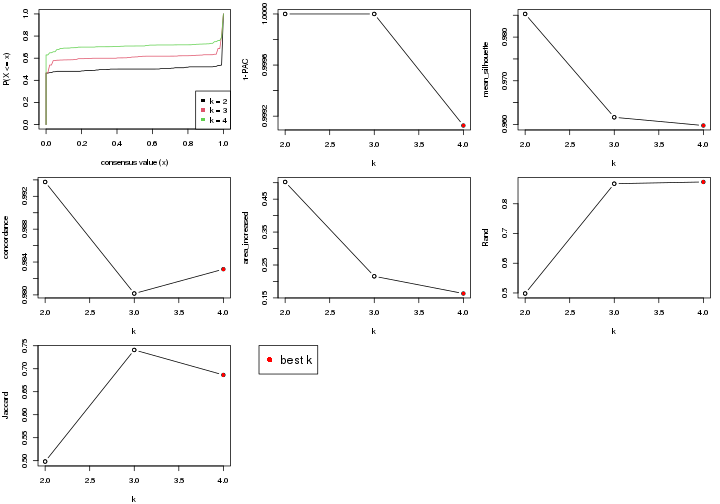 P(X <= x)
0.0 0.2 0.4 0.6 0.8 1.0
k = 2
k = 3
k = 4
0.0 0.2 0.4 0.6 0.8 1.0
consensus value (x)
1-PAC
0.9992 0.9996 1.0000
2.0 2.5 3.0 3.5 4.0
k
mean_silhouette
0.960 0.970 0.980
2.0 2.5 3.0 3.5 4.0
k
concordance
0.980 0.984 0.988 0.992
2.0 2.5 3.0 3.5 4.0
k
area_increased
0.15 0.25 0.35 0.45
2.0 2.5 3.0 3.5 4.0
k
Rand
0.5 0.6 0.7 0.8
2.0 2.5 3.0 3.5 4.0
k
Jaccard
0.50 0.55 0.60 0.65 0.70 0.75
2.0 2.5 3.0 3.5 4.0
k
best k